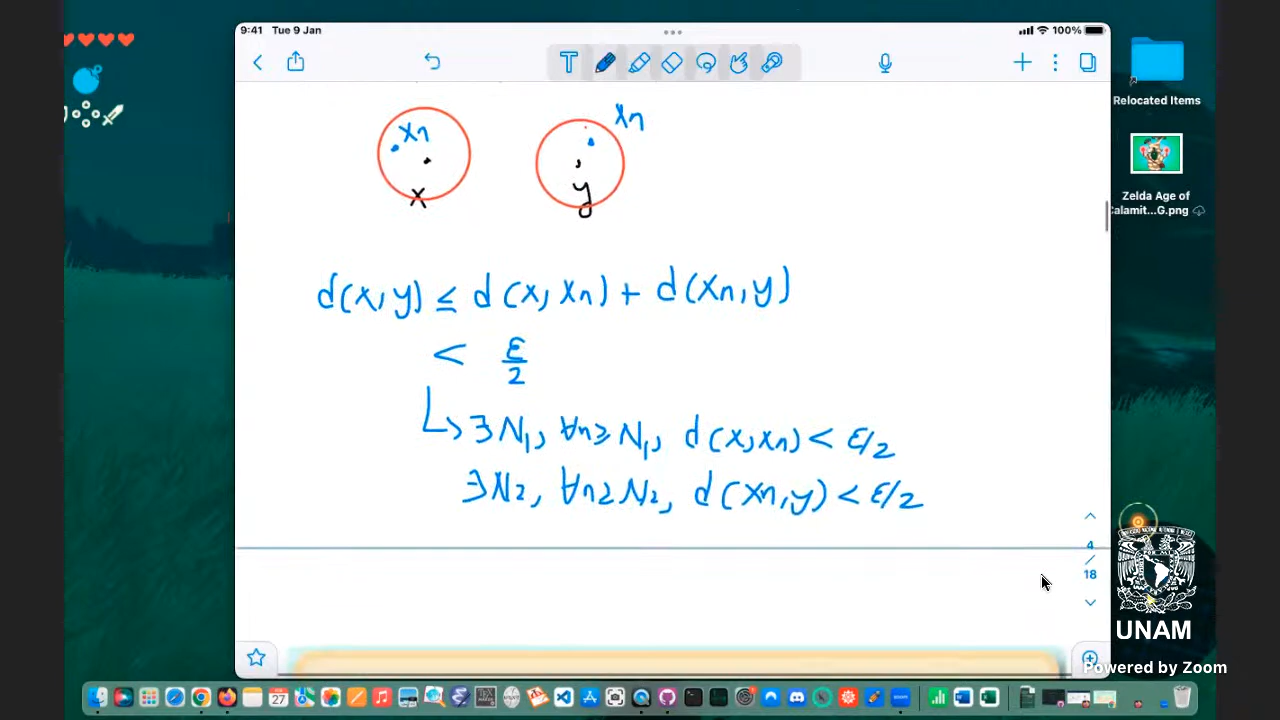 9:41 Tue 9 Jan
100%
T
Relocated Items
Zelda Age of
Calamit...G.png
xn
x
xn
y
d(x,y) ≤ d(x,xn) + d(xn,y)
< ε/2
↳ ∃N₁, ∀n≥N₁, d(x,xn) < ε/2
∃N₂, ∀n≥N₂, d(xn,y) < ε/2
4
/
18
UNAM
Powered by Zoom
27